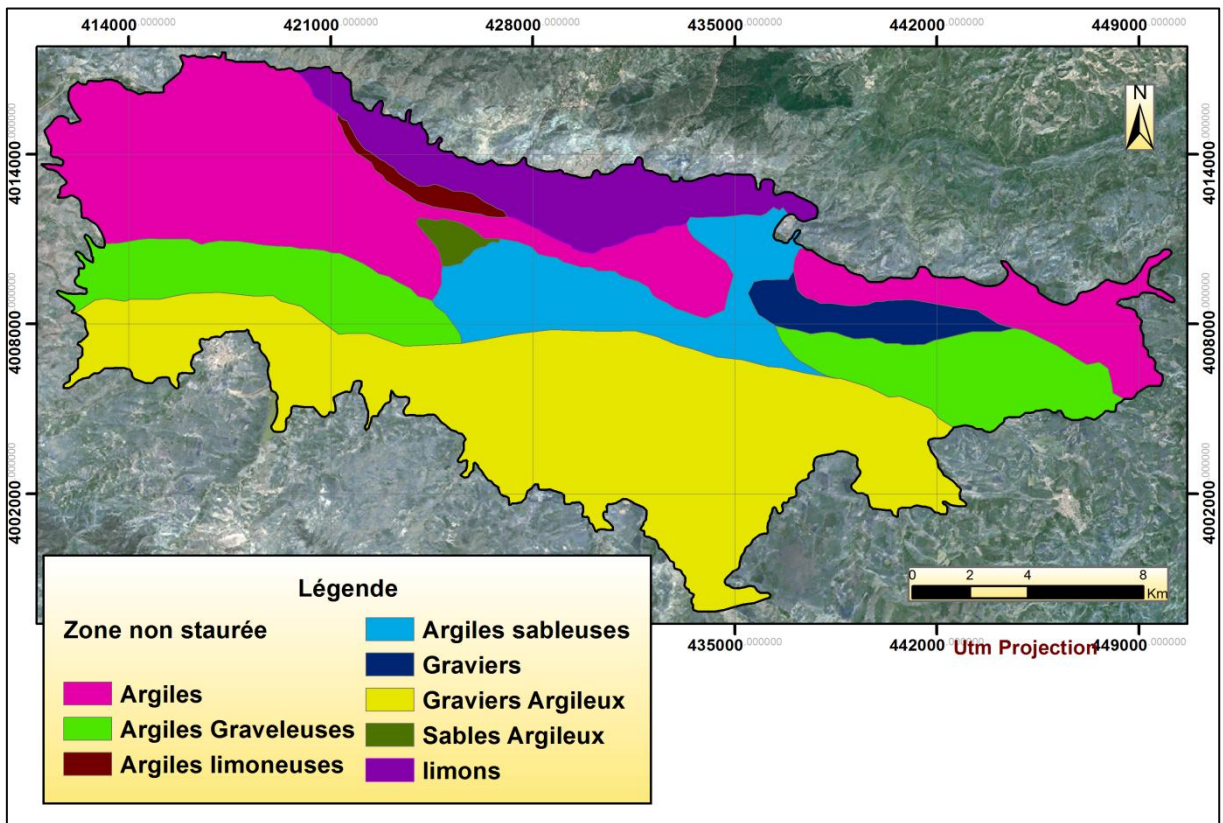 414000.000000 421000.000000 428000.000000 435000.000000 442000.000000 449000.000000
N
4014000.000000 4014000.000000
4008000.000000 4008000.000000
4002000.000000 4002000.000000
0 2 4 8
Km
435000.000000 442000.000000 449000.000000
Utm Projection
Légende
Zone non staurée
Argiles
Argiles Graveleuses
Argiles limoneuses
Argiles sableuses
Graviers
Graviers Argileux
Sables Argileux
limons